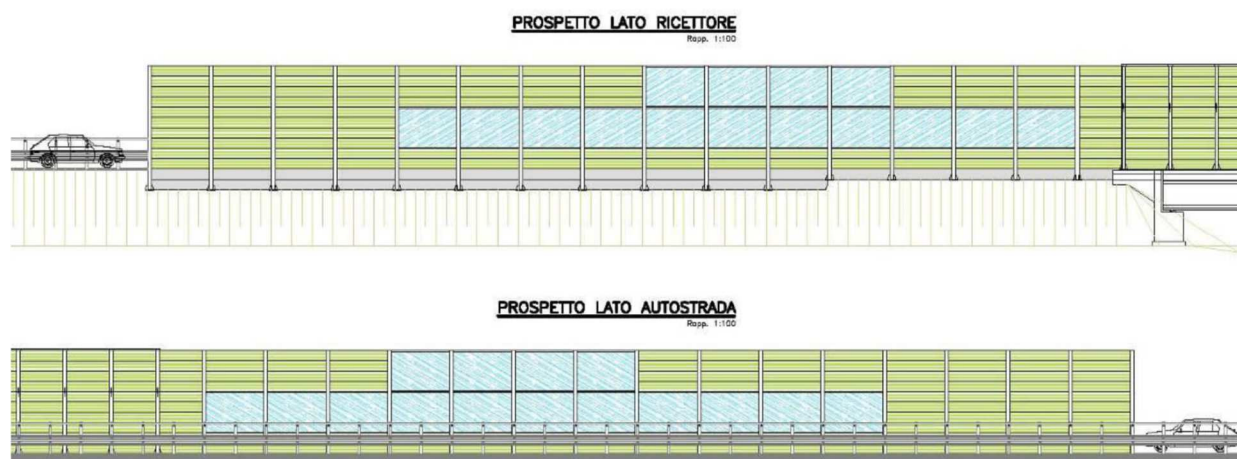 PROSPETTO LATO RICETTORE
Rapp. 1:100
PROSPETTO LATO AUTOSTRADA
Rapp. 1:100